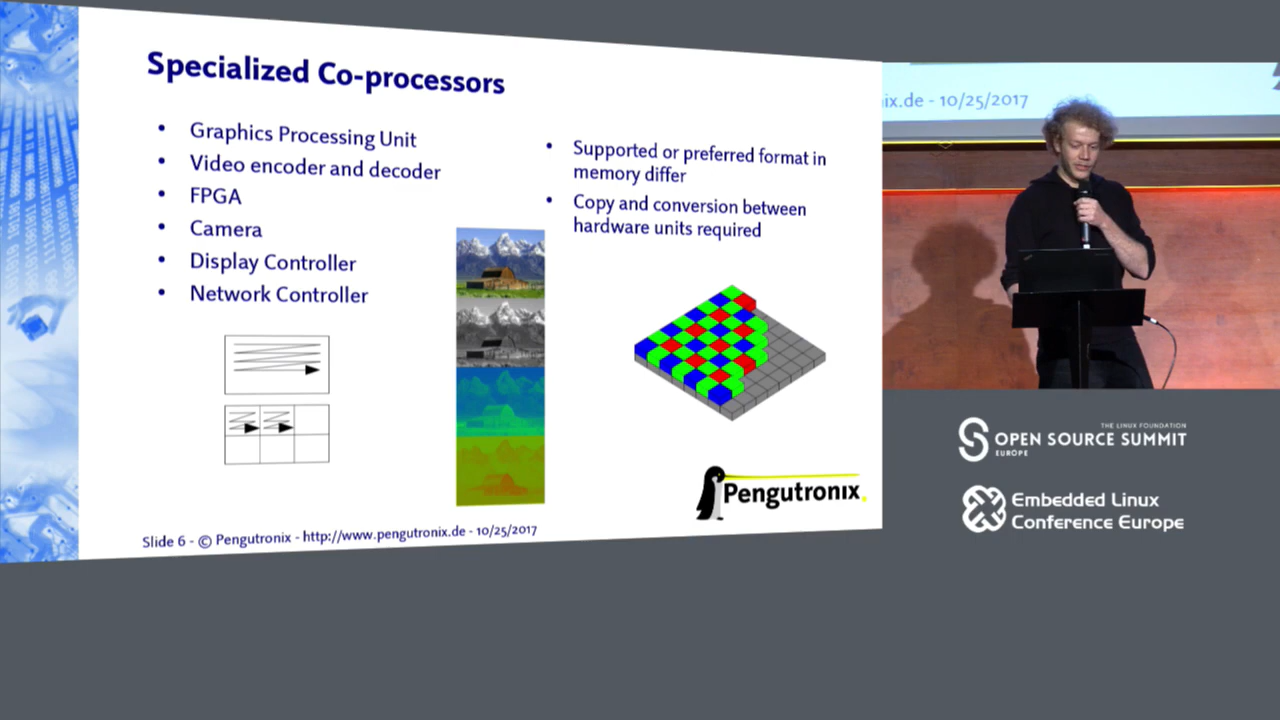 Specialized Co-processors
Graphics Processing Unit
Video encoder and decoder
FPGA
Camera
Display Controller
Network Controller
Supported or preferred format in
memory differ
Copy and conversion between
hardware units required
Pengutronix
Slide 6 - © Pengutronix - http://www.pengutronix.de - 10/25/2017
ix.de - 10/25/2017
THE LINUX FOUNDATION
OPEN SOURCE SUMMIT
EUROPE
Embedded Linux
Conference Europe